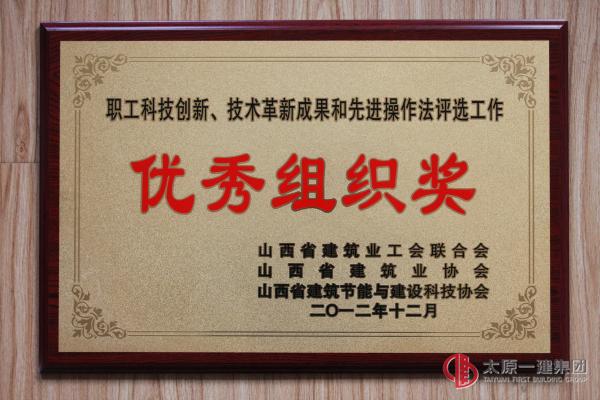 职工科技创新、技术革新成果和先进操作法评选工作
优秀组织奖
山西省建筑业工会联合会
山西省建筑业协会
山西省建筑节能与建设科技协会
二〇一二年十二月
太原一建集团
TAIYUAN FIRST BUILDING GROUP